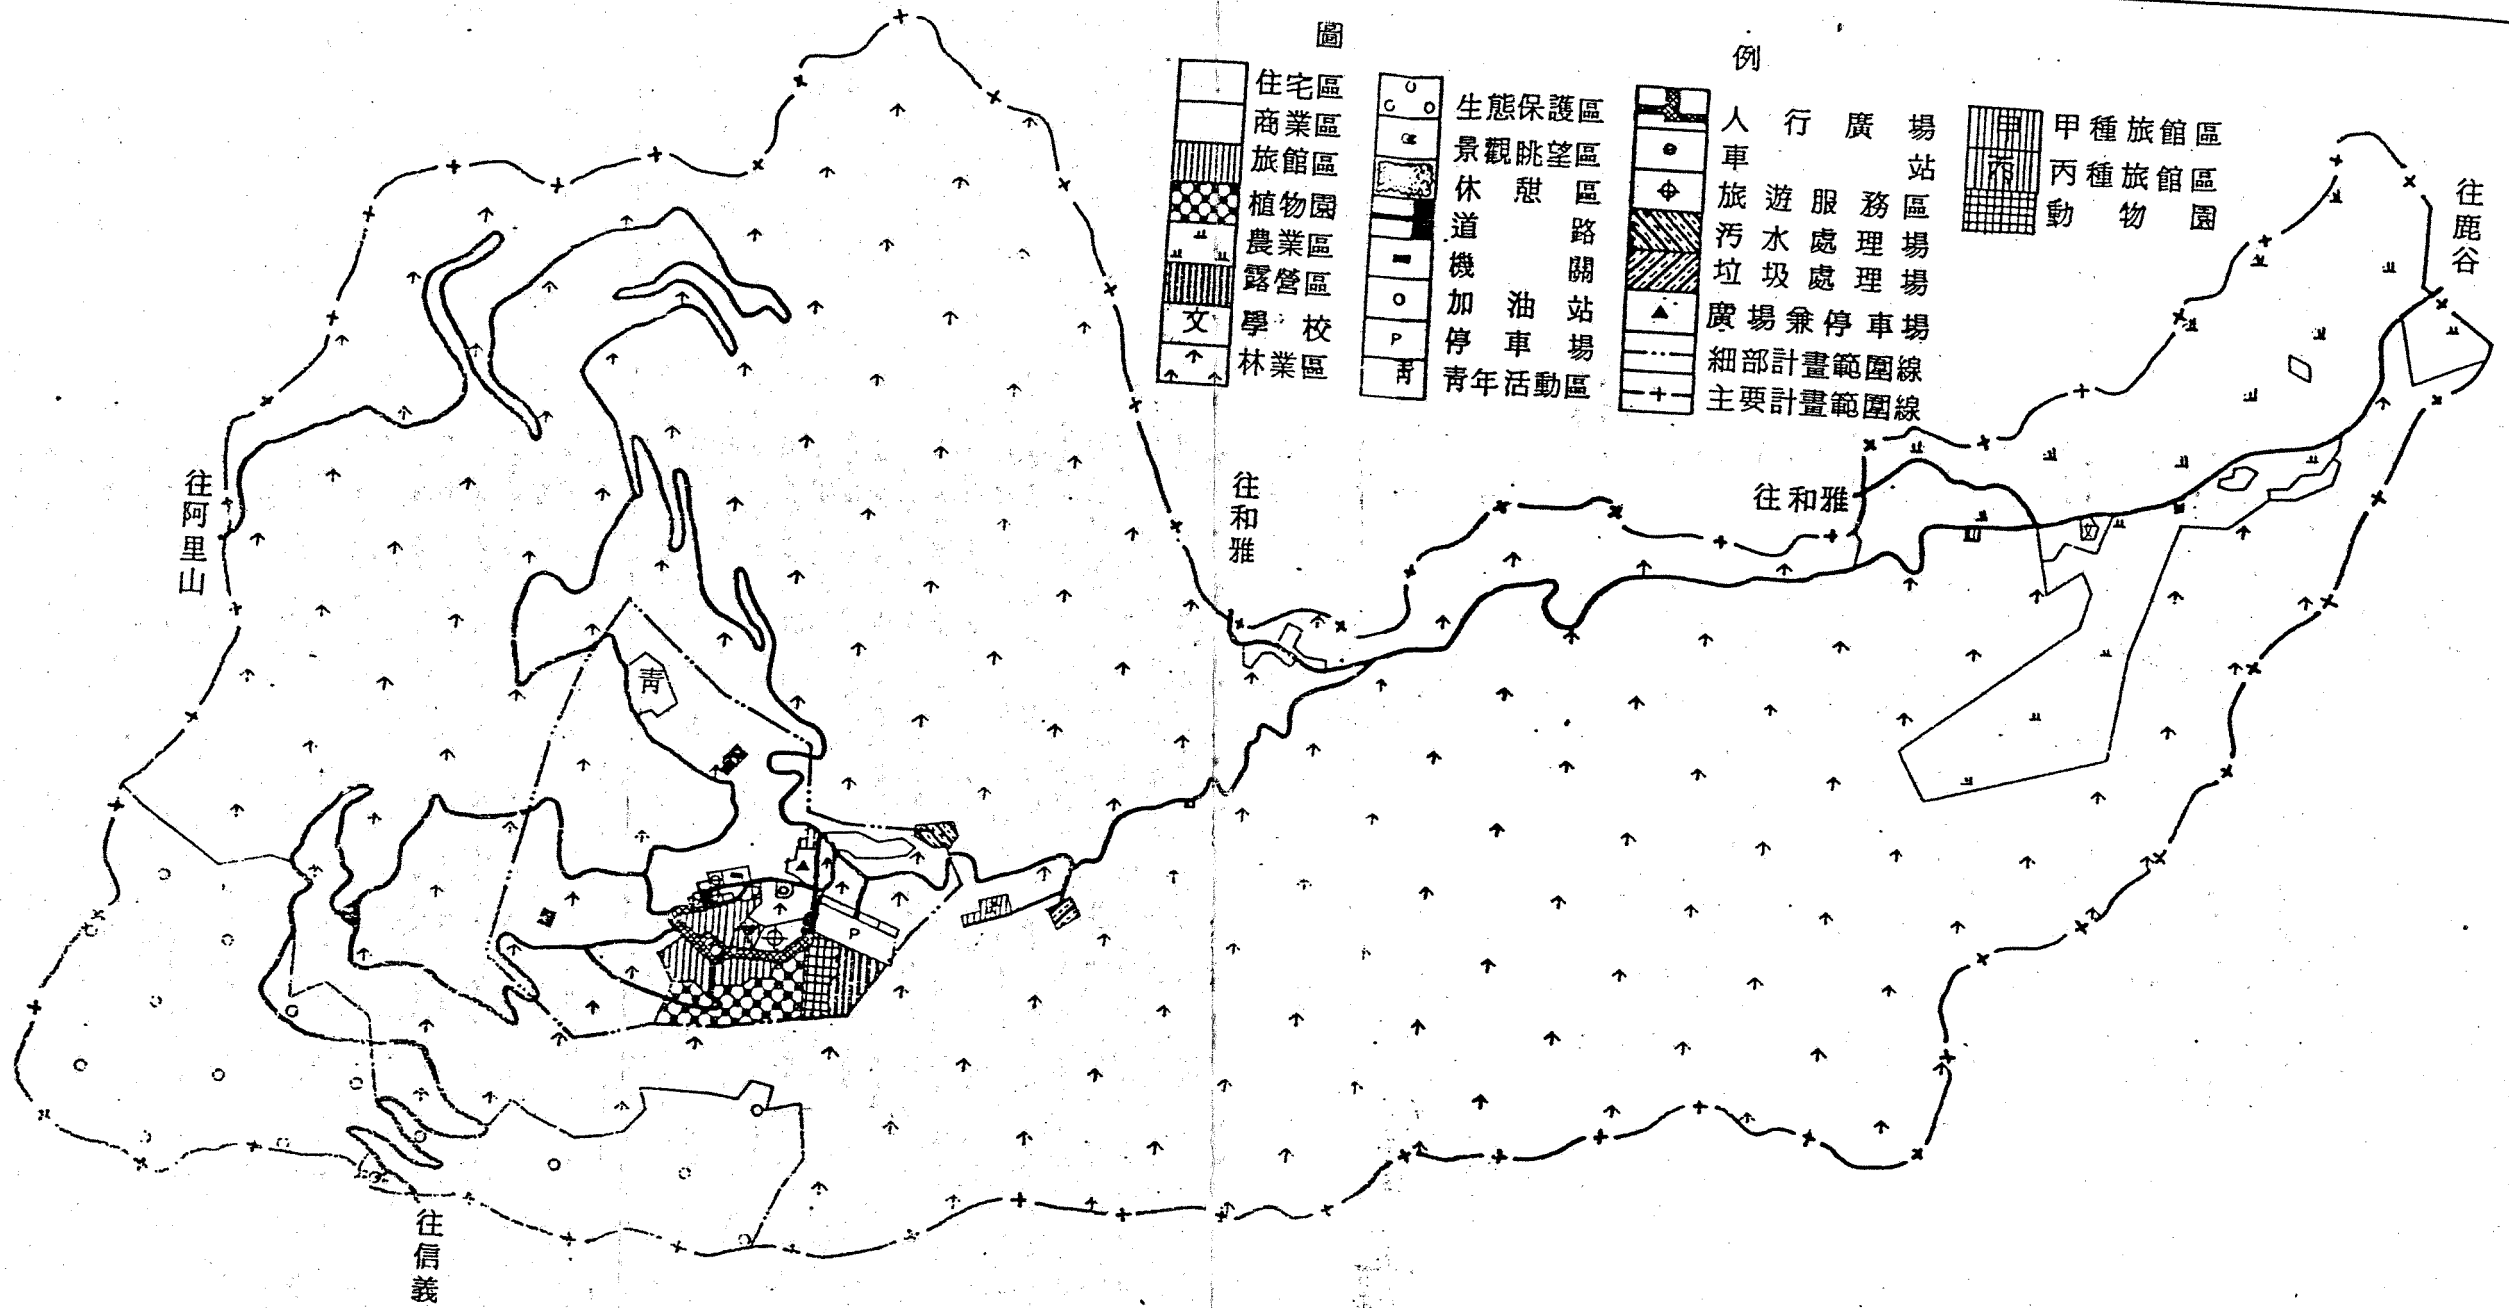 圖例
住宅區
商業區
旅館區
植物園
農業區
露營區
文 學校
林業區
生態保護區
景觀眺望區
休憩區
道路
機關
加油站
P 停車場
青 青年活動區
人行廣場
車站
旅遊服務區
污水處理場
垃圾處理場
廣場兼停車場
細部計畫範圍線
主要計畫範圍線
甲 甲種旅館區
丙 丙種旅館區
動物園
往鹿谷
往和雅
往和雅
往阿里山
青
文
P
往信義